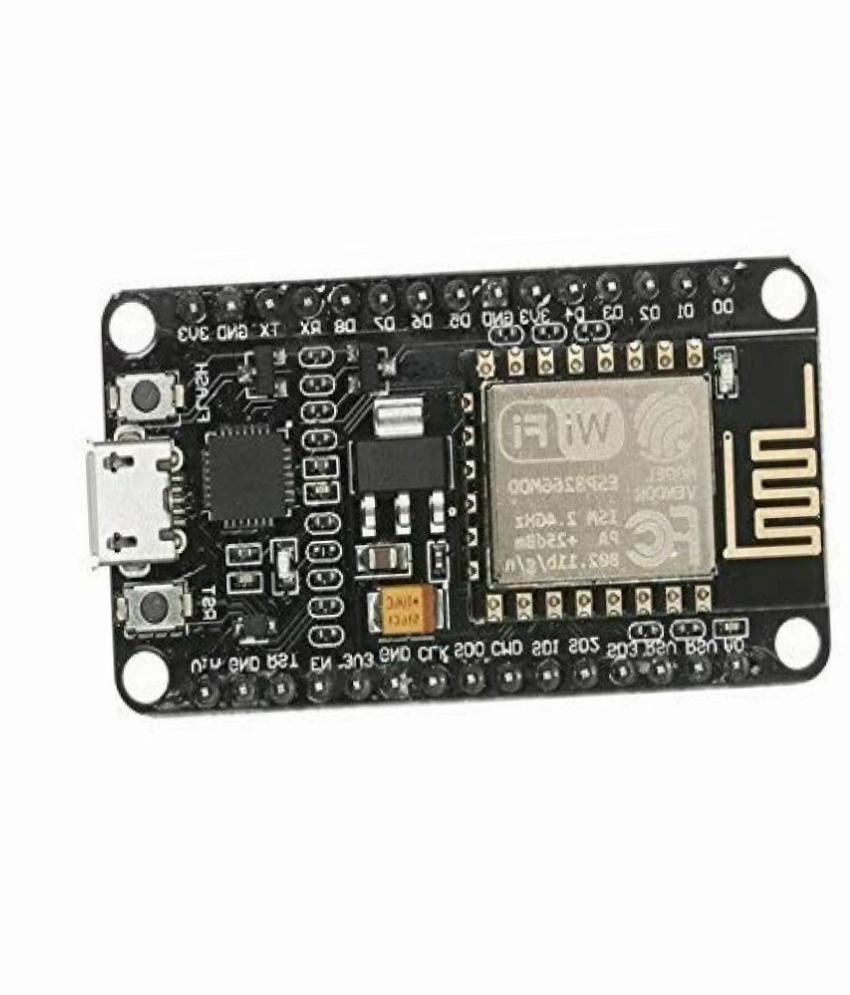 3V3 GND TX RX D8 D7 D6 D5 GND 3V3 D4 D3 D2 D1 D0
FLASH
WiFi
MODEL
VENDOR
ESP8266MOD
FC
ISM 2.4GHz
PA +25dBm
802.11b/g/n
RST
Vin GND RST EN 3V3 GND CLK SD0 CMD SD1 SD2 SD3 RSV RSV A0